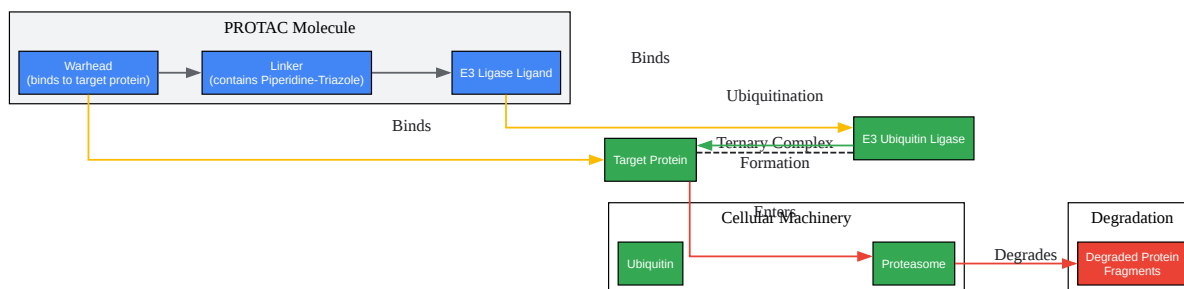 PROTAC Molecule
Warhead
(binds to target protein)
Linker
(contains Piperidine-Triazole)
E3 Ligase Ligand
Binds
Ubiquitination
Binds
E3 Ubiquitin Ligase
Ternary Complex
Formation
Target Protein
Enters
Cellular Machinery
Degradation
Ubiquitin
Proteasome
Degrades
Degraded Protein
Fragments